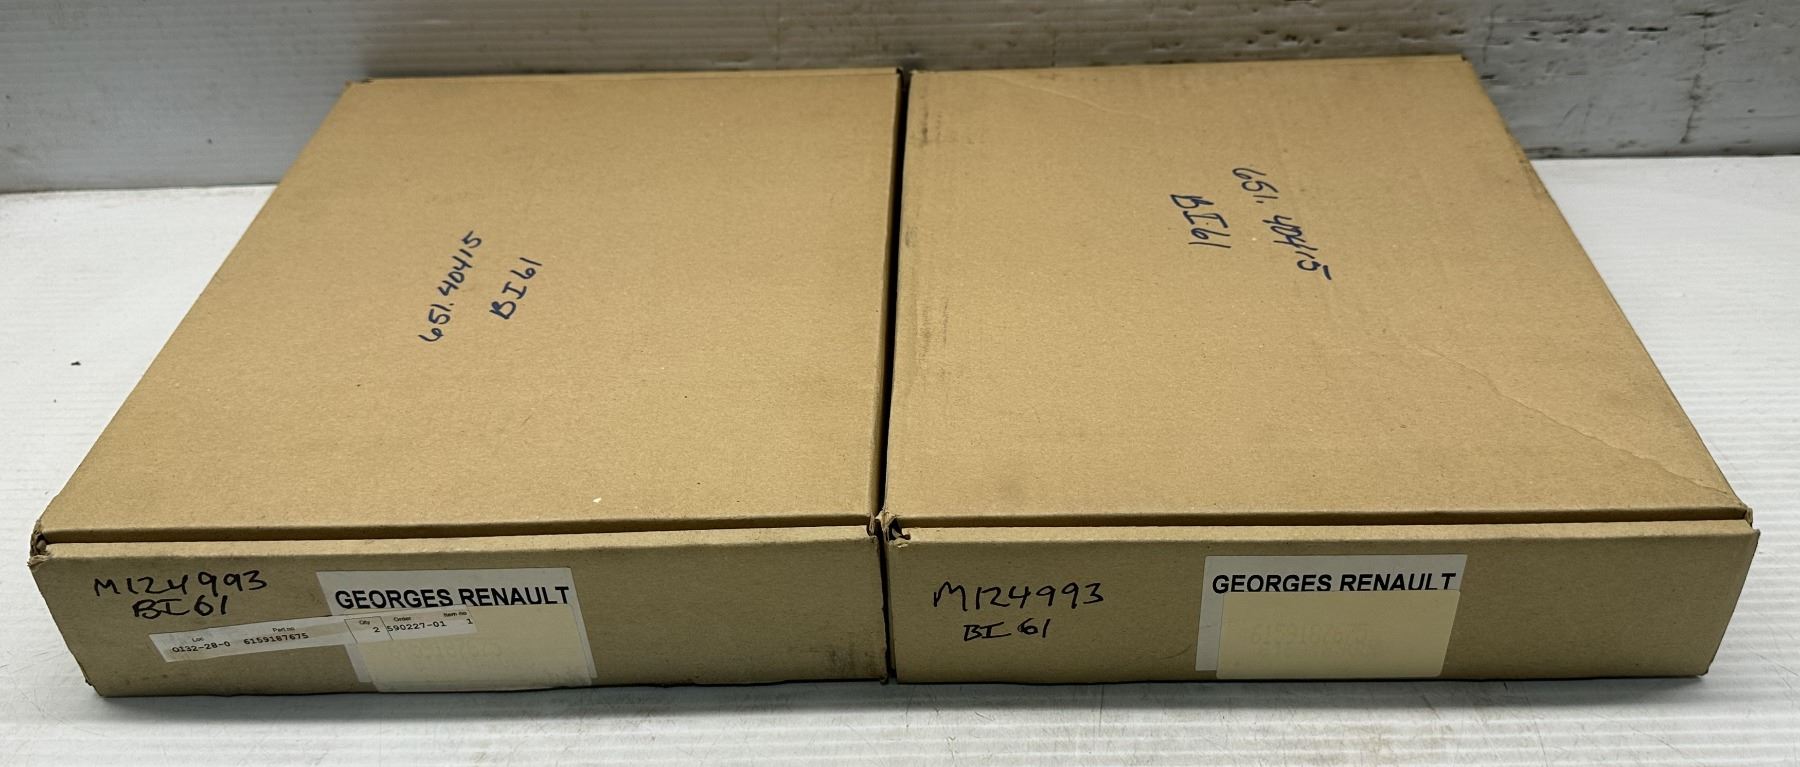 651.40415
BI61
651.40415
BI61
M124993
BI61
GEORGES RENAULT
Loc Part no Qty Order Item no
0132-28-0 6159187675 2 590227-01 1
M124993
BI61
GEORGES RENAULT